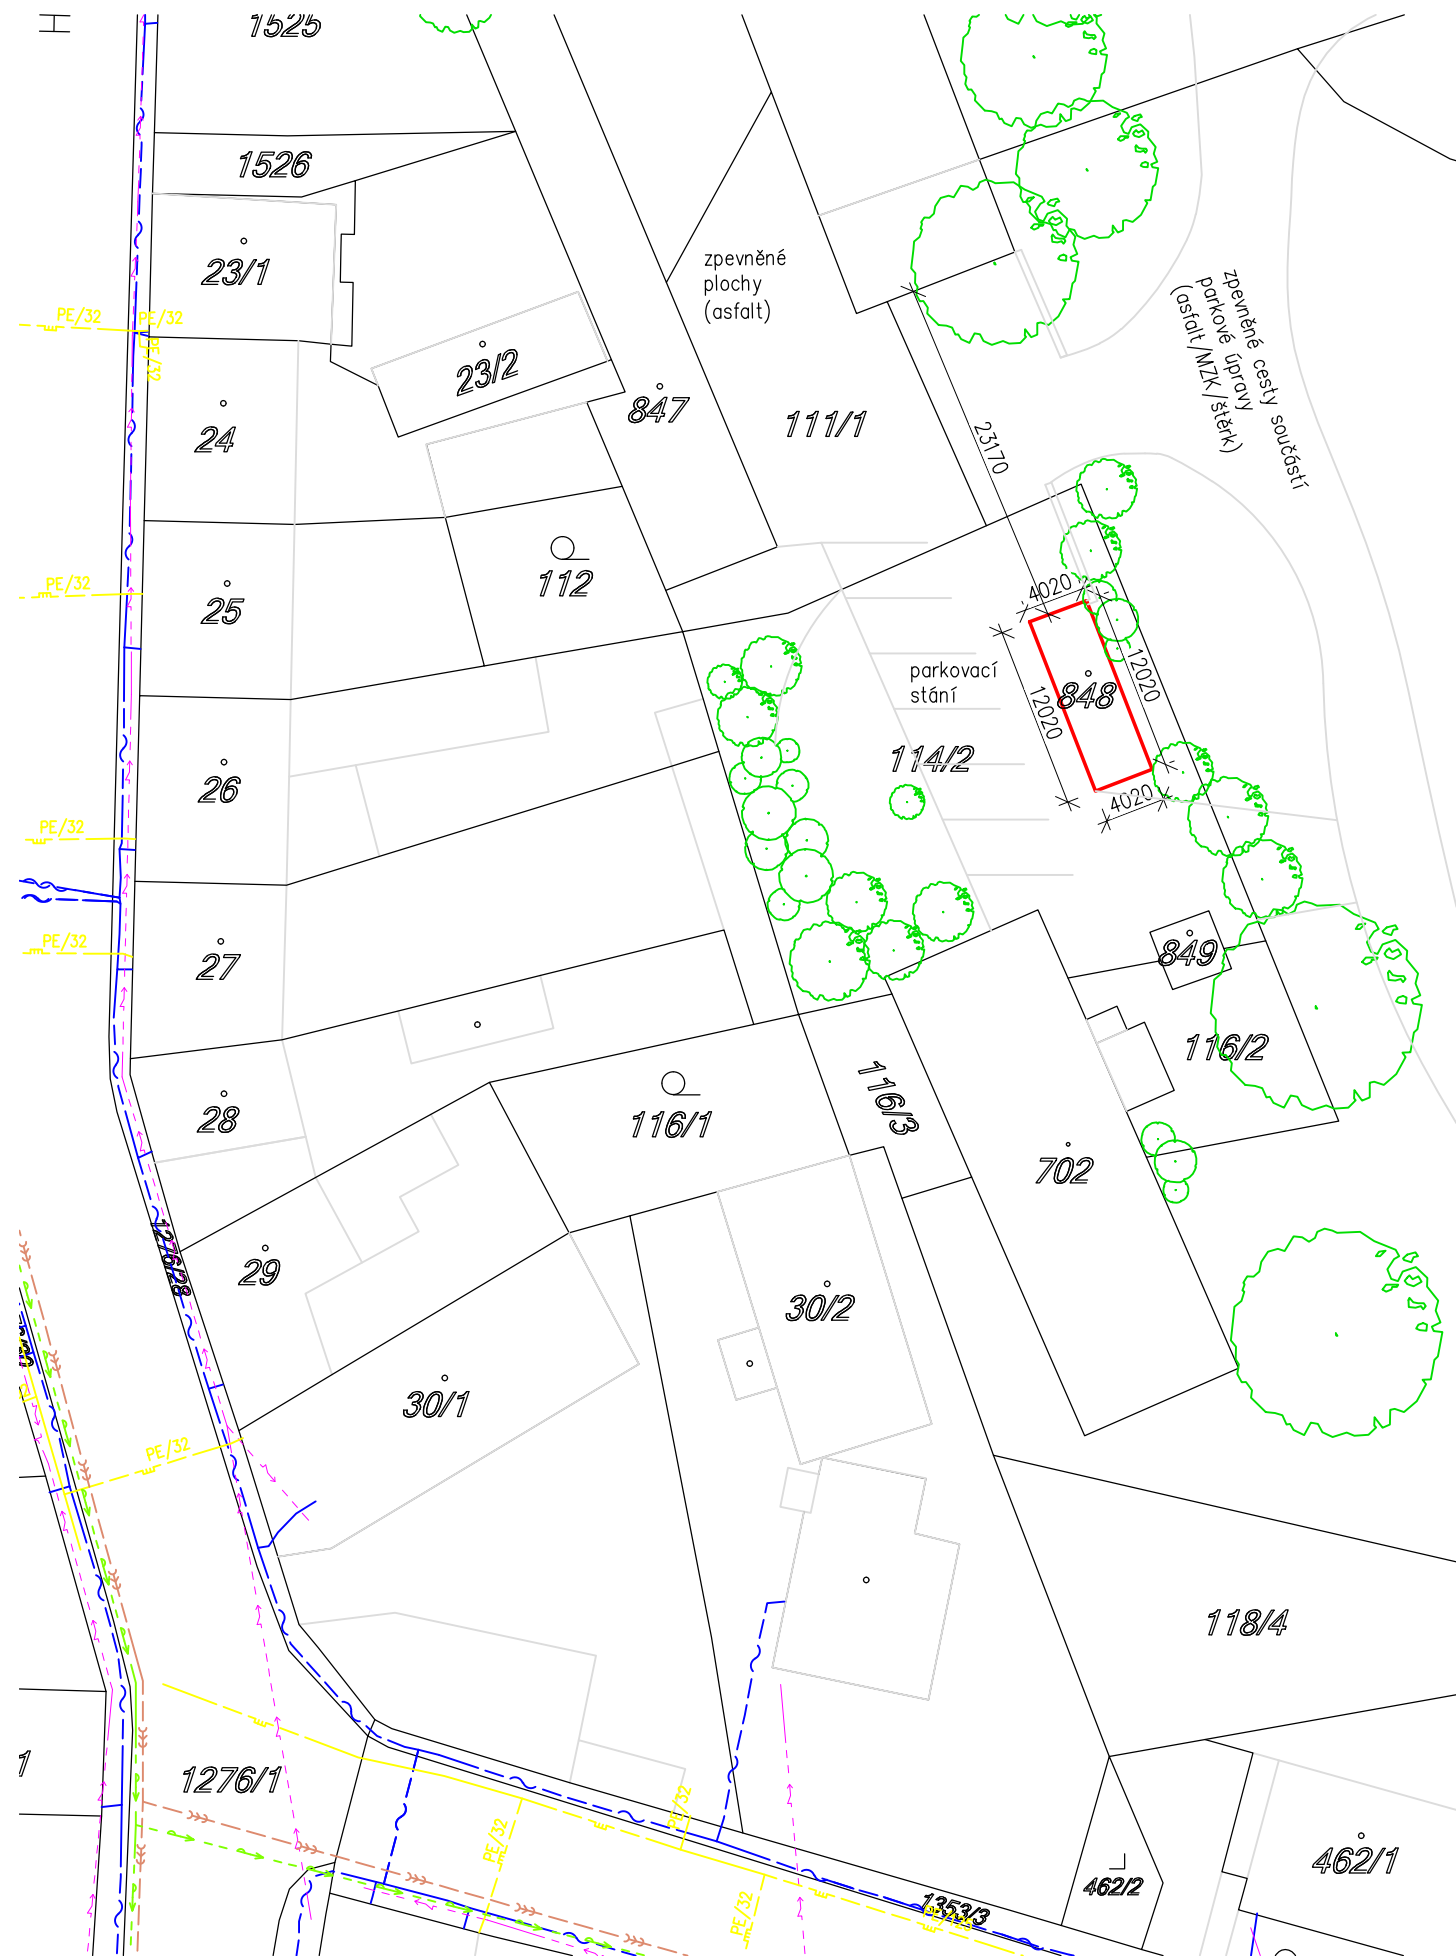 1525
1526
23/1
zpevněné
plochy
(asfalt)
zpevněné cesty součástí
parkové úpravy
(asfalt/MZK/štěrk)
PE/32
PE/32
PE/32
23/2
847
111/1
24
23170
112
25
PE/32
4020
parkovací
stání
848
12020
12020
114/2
26
4020
PE/32
27
PE/32
849
116/2
28
116/1
116/3
702
1276/28
29
30/2
30/1
PE/32
118/4
1276/1
PE/32
PE/32
462/1
462/2
PE/32
1353/3